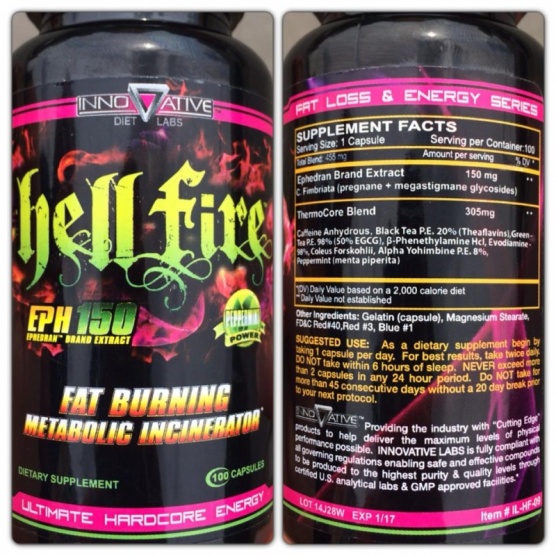 INNOVATIVE
DIET LABS
hell fire
EPH 150
EPHEDRAN™ BRAND EXTRACT
PEPPERMINT
POWER
FAT BURNING
METABOLIC INCINERATOR*
DIETARY SUPPLEMENT
100 CAPSULES
ULTIMATE HARDCORE ENERGY
FAT LOSS & ENERGY SERIES
SUPPLEMENT FACTS
Serving Size: 1 Capsule Serving per Container:100
Total Blend: 455 mg Amount per serving % DV *
Ephedran Brand Extract 150 mg **
C. Fimbriata (pregnane + megastigmane glycosides)
ThermoCore Blend 305mg **
Caffeine Anhydrous, Black Tea P.E. 20% (Theaflavins),Green
Tea P.E. 98% (50% EGCG), β-Phenethylamine Hcl, Evodiamine
98%, Coleus Forskohlii, Alpha Yohimbine P.E. 8%,
Peppermint (menta piperita)
*(DV) Daily Value based on a 2,000 calorie diet
** Daily Value not established
Other Ingredients: Gelatin (capsule), Magnesium Stearate,
FD&C Red#40,Red #3, Blue #1
SUGGESTED USE: As a dietary supplement begin by
taking 1 capsule per day. For best results, take twice daily.
DO NOT take within 6 hours of sleep. NEVER exceed more
than 2 capsules in any 24 hour period. Do NOT take for
more than 45 consecutive days without a 20 day break prior
to your next protocol.
INNOVATIVE™ Providing the industry with "Cutting Edge"
products to help deliver the maximum levels of physical
performance possible. INNOVATIVE LABS is fully compliant with
all governing regulations enabling safe and effective compounds
to be produced to the highest purity & quality levels through
certified U.S. analytical labs & GMP approved facilities.*
LOT 14J28W EXP 1/17
Item # IL-HF-09